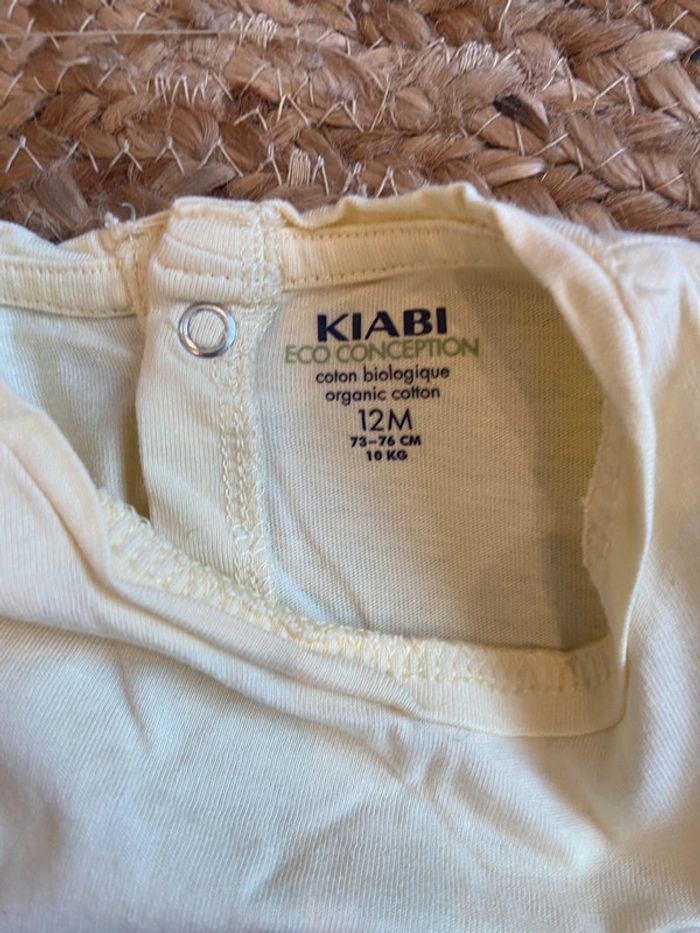 KIABI
ECO CONCEPTION
coton biologique
organic cotton
12M
73-76 CM
10 KG